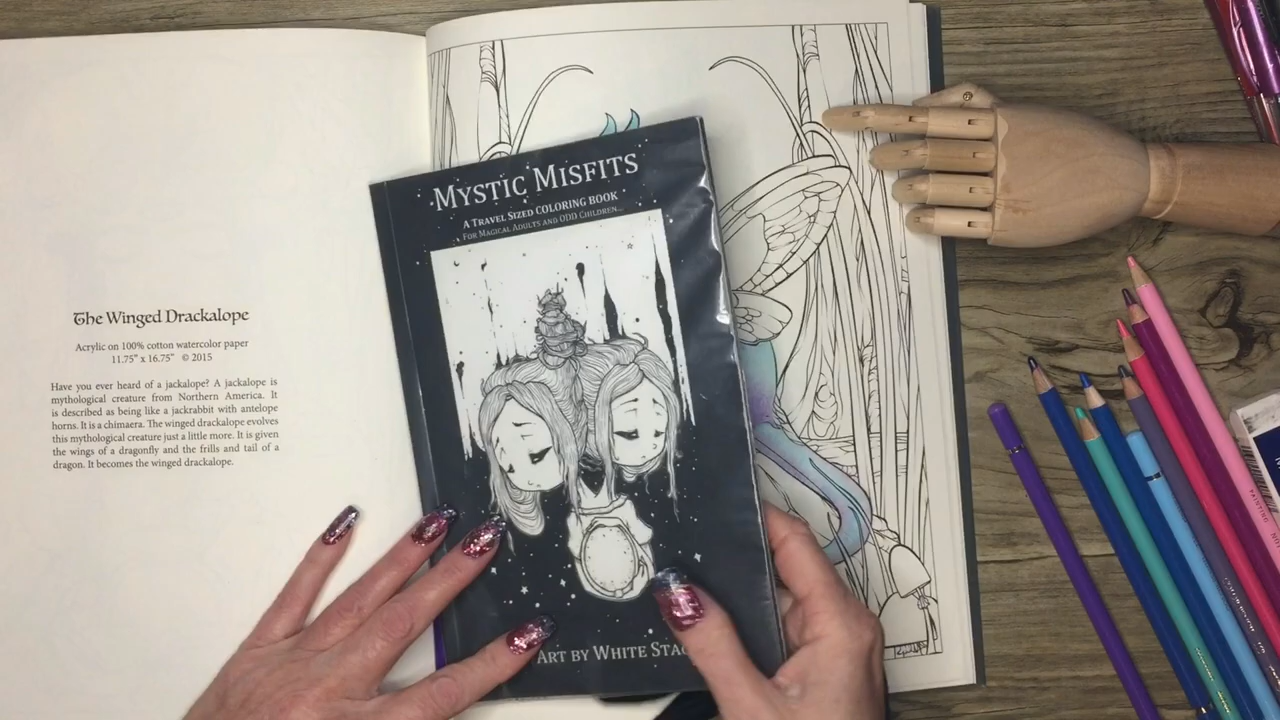 The Winged Drackalope
Acrylic on 100% cotton watercolor paper
11.75" x 16.75" © 2015
Have you ever heard of a jackalope? A jackalope is
mythological creature from Northern America. It
is described as being like a jackrabbit with antelope
horns. It is a chimaera. The winged drackalope evolves
this mythological creature just a little more. It is given
the wings of a dragonfly and the frills and tail of a
dragon. It becomes the winged drackalope.
MYSTIC MISFITS
A TRAVEL SIZED COLORING BOOK
FOR MAGICAL ADULTS AND ODD CHILDREN...
ART BY WHITE